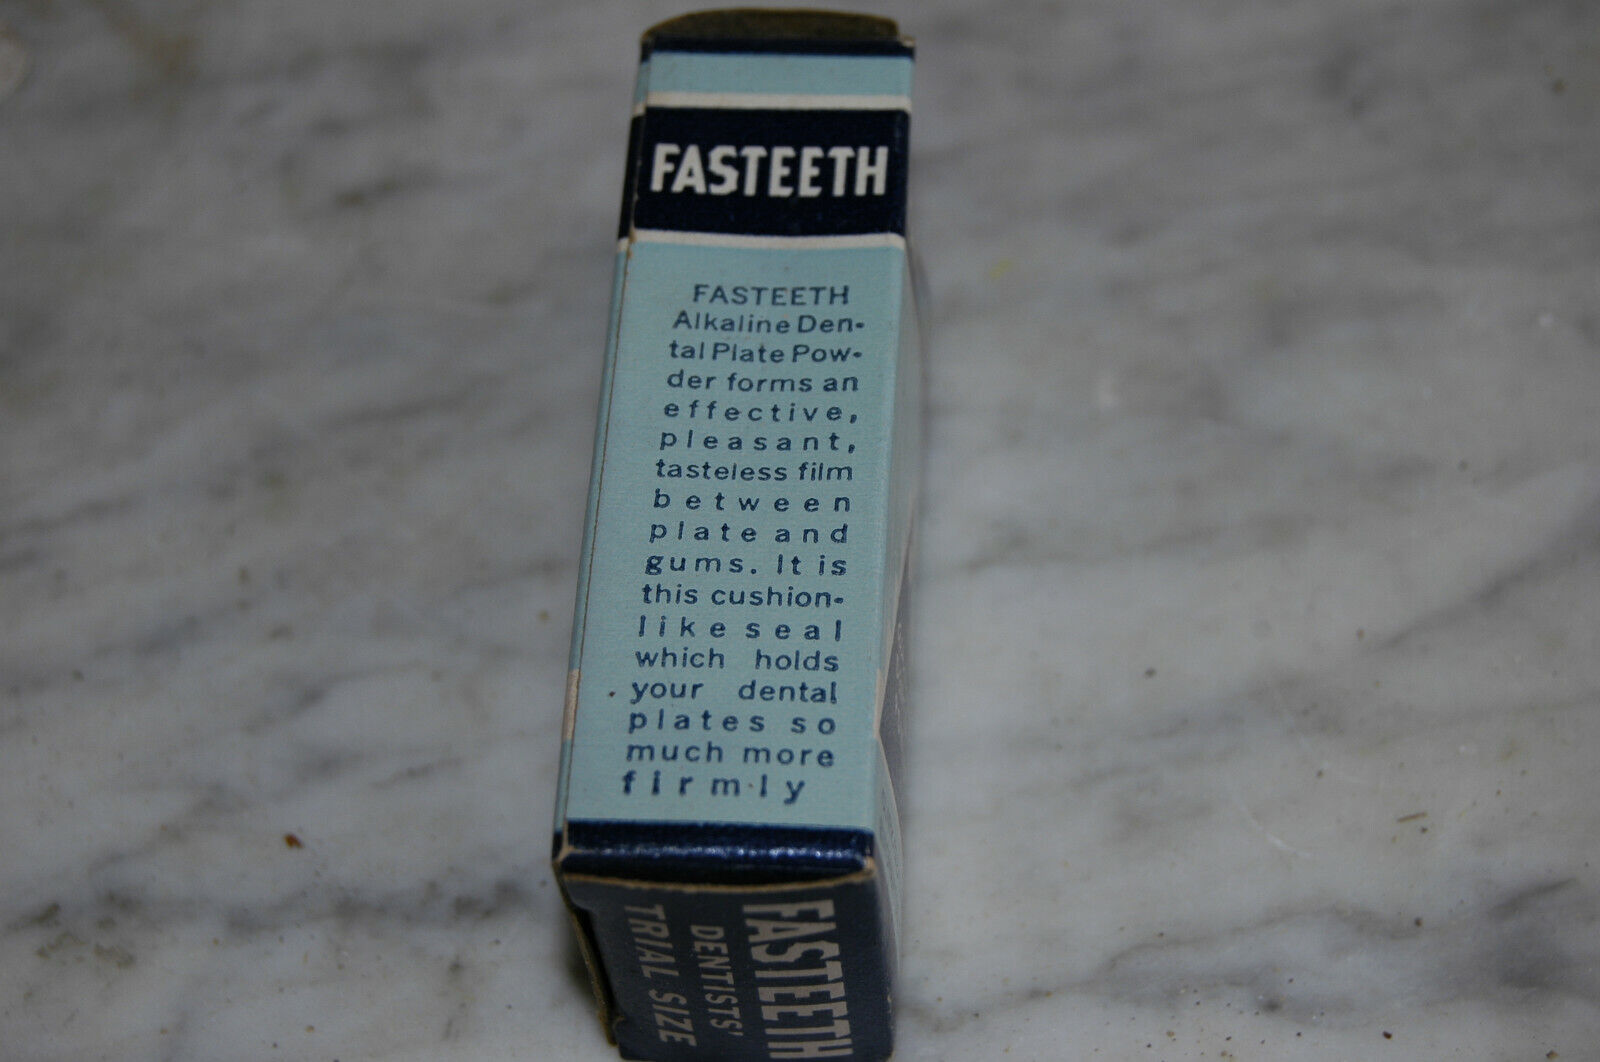 FASTEETH
FASTEETH
Alkaline Den-
tal Plate Pow-
der forms an
effective,
pleasant,
tasteless film
between
plate and
gums. It is
this cushion-
like seal
which holds
your dental
plates so
much more
firmly
FASTEETH
DENTISTS'
TRIAL SIZE